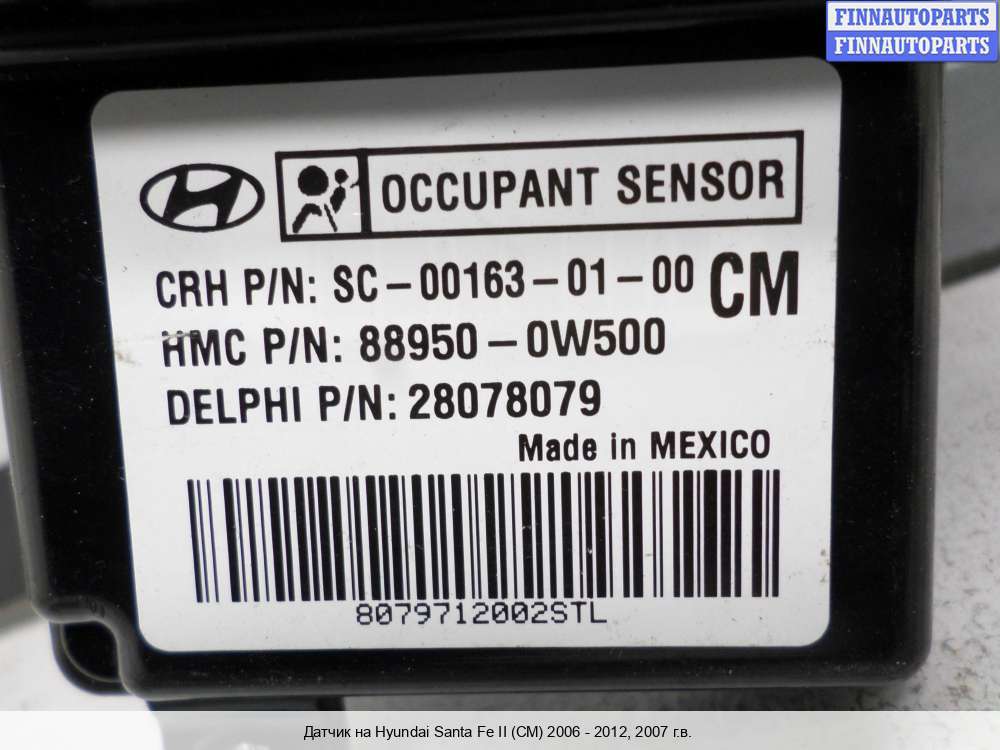 FINNAUTOPARTS
FINNAUTOPARTS
OCCUPANT SENSOR
CRH P/N: SC-00163-01-00 CM
HMC P/N: 88950-0W500
DELPHI P/N: 28078079
Made in MEXICO
8079712002STL
Датчик на Hyundai Santa Fe II (CM) 2006 - 2012, 2007 г.в.